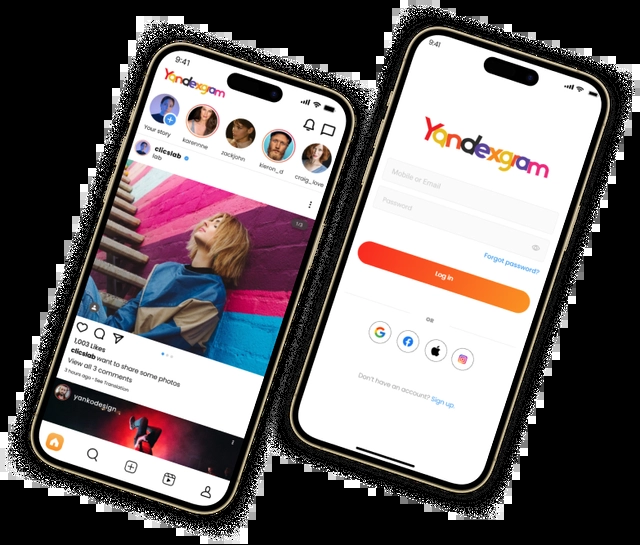 9:41
Yandexgram
Your story
karennne
zackjohn
kieron_d
craig_love
clicslab
lab
1/3
1,003 Likes
clicslab want to share some photos
View all 3 comments
3 hours ago • See Translation
yankodesign
9:41
Yandexgram
Mobile or Email
Password
Forgot password?
Log in
OR
G
Don't have an account? Sign up.